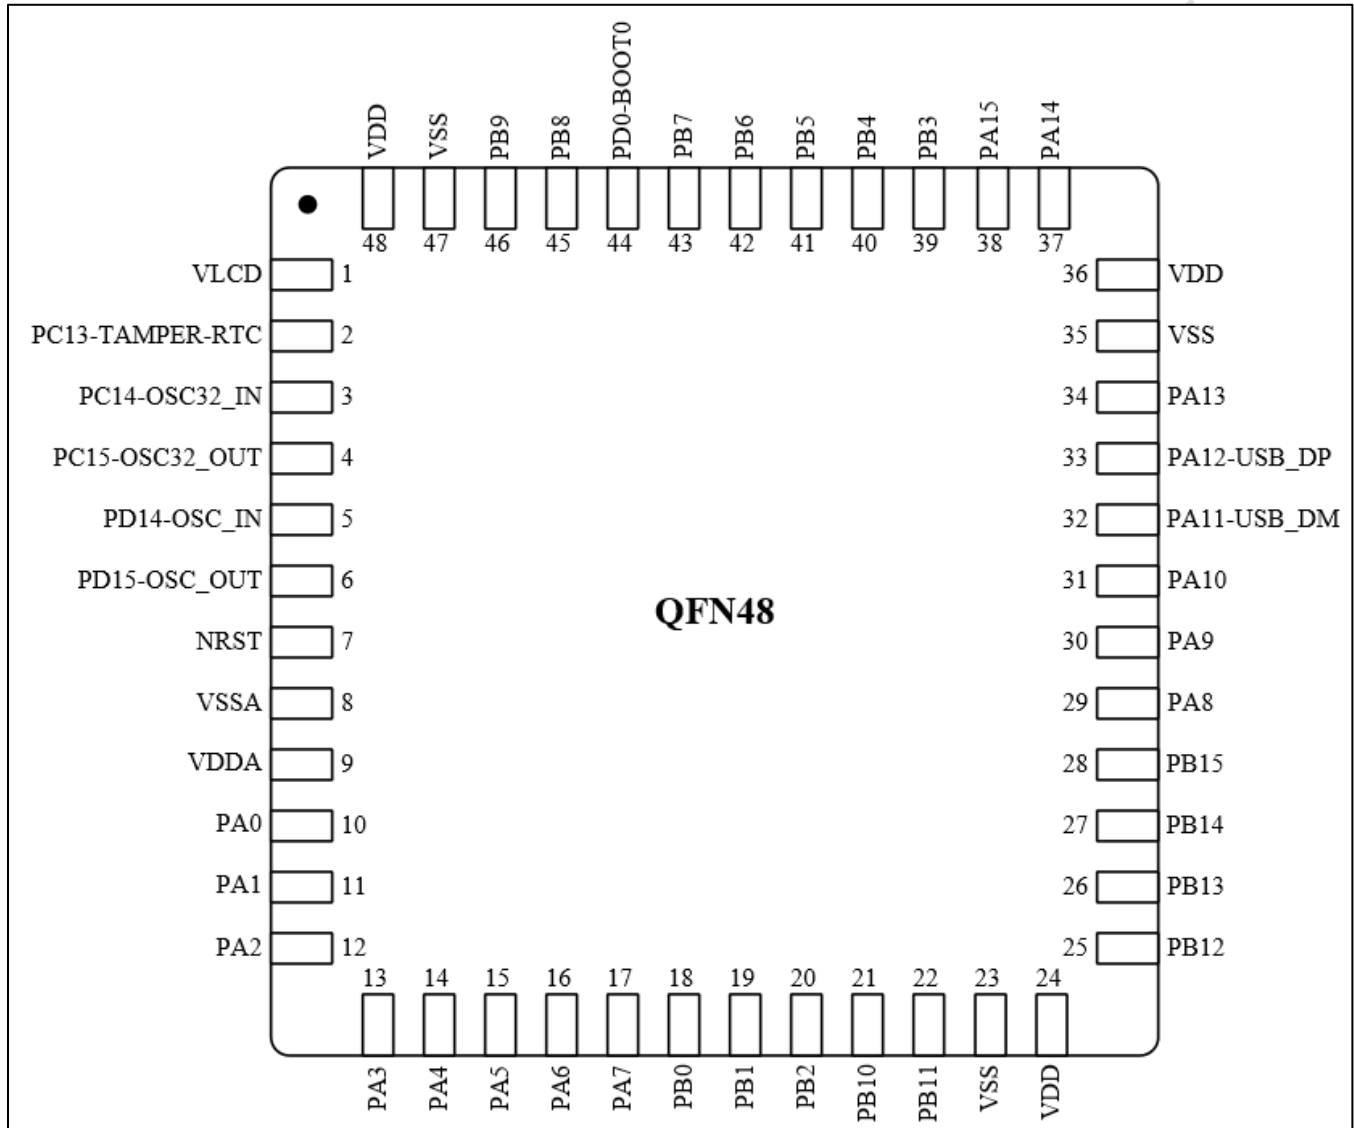 VDD
VSS
PB9
PB8
PD0-BOOT0
PB7
PB6
PB5
PB4
PB3
PA15
PA14
48 47 46 45 44 43 42 41 40 39 38 37
VLCD 1 36 VDD
PC13-TAMPER-RTC 2 35 VSS
PC14-OSC32_IN 3 34 PA13
PC15-OSC32_OUT 4 33 PA12-USB_DP
PD14-OSC_IN 5 32 PA11-USB_DM
PD15-OSC_OUT 6 31 PA10
QFN48
NRST 7 30 PA9
VSSA 8 29 PA8
VDDA 9 28 PB15
PA0 10 27 PB14
PA1 11 26 PB13
PA2 12 25 PB12
13 14 15 16 17 18 19 20 21 22 23 24
PA3
PA4
PA5
PA6
PA7
PB0
PB1
PB2
PB10
PB11
VSS
VDD